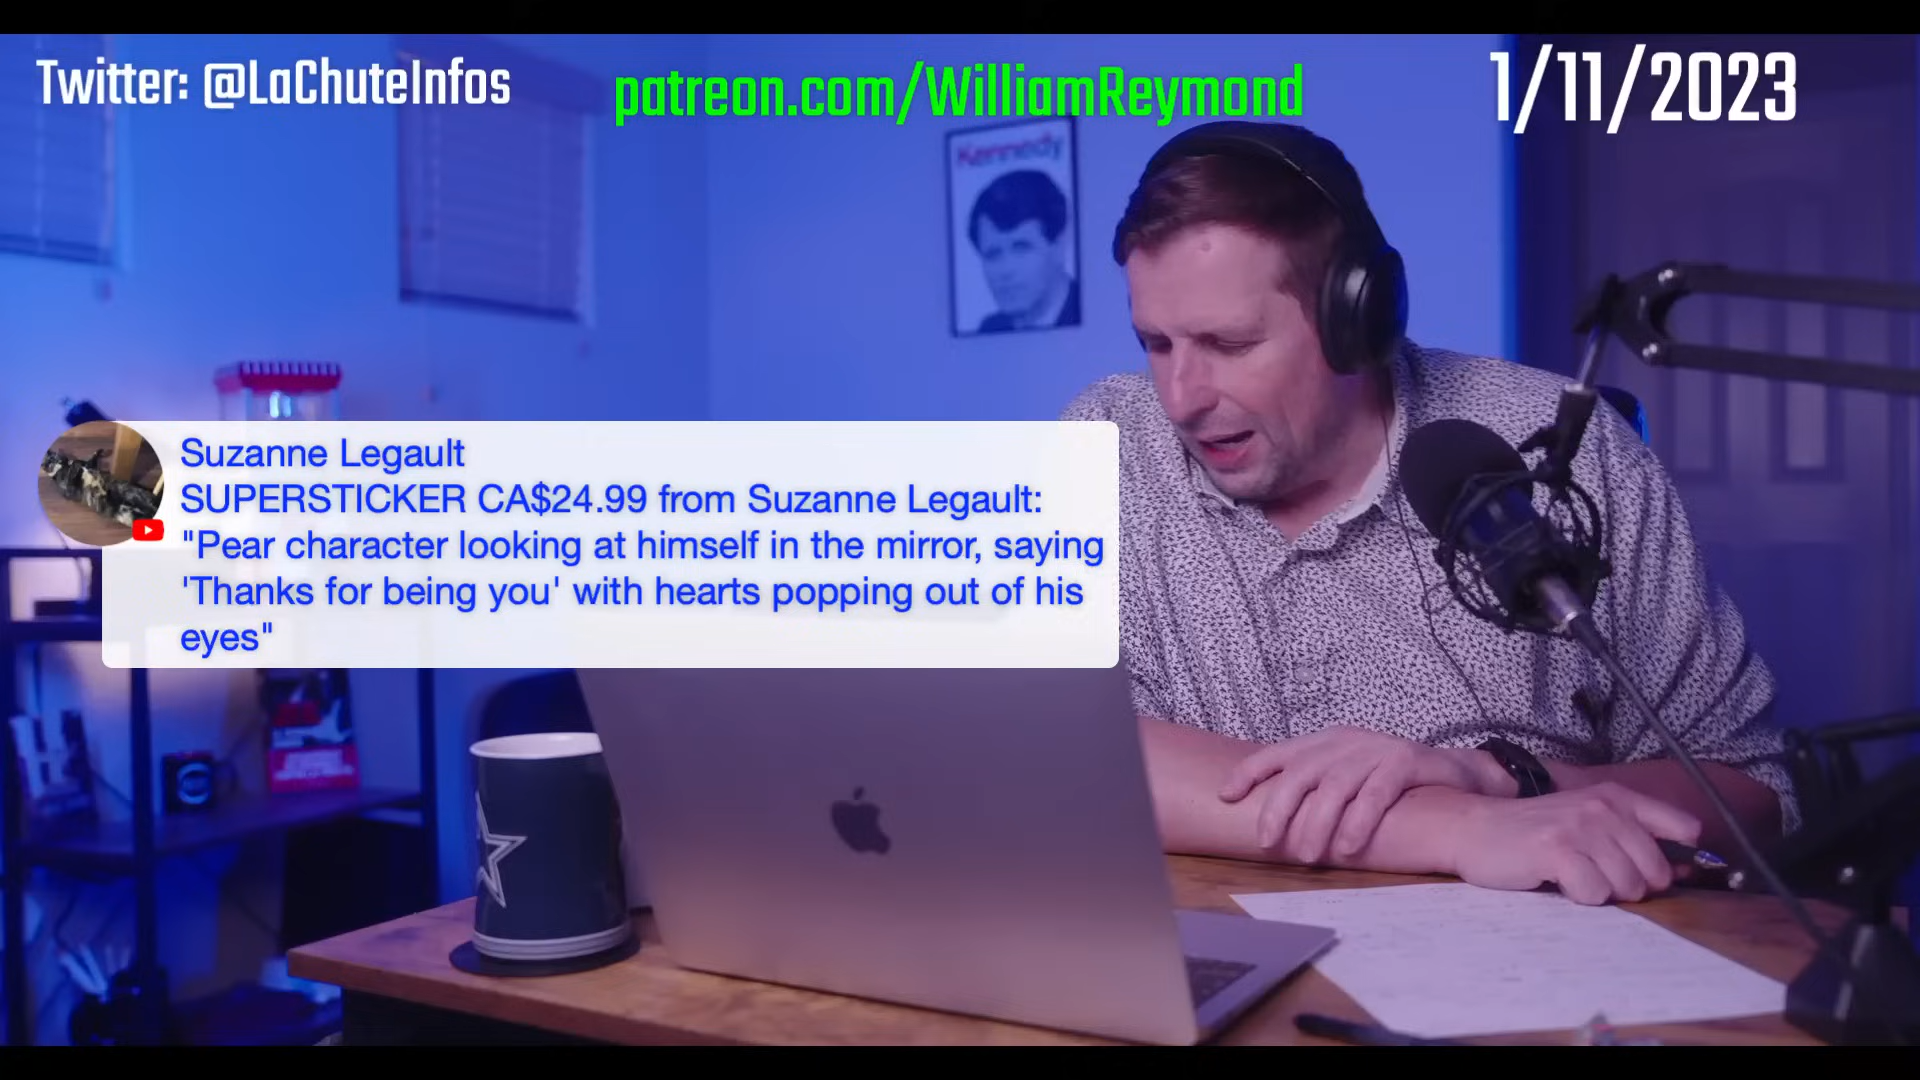 Twitter: @LaChuteInfos
patreon.com/WilliamReymond
1/11/2023
Kennedy
Suzanne Legault
SUPERSTICKER CA$24.99 from Suzanne Legault:
"Pear character looking at himself in the mirror, saying
'Thanks for being you' with hearts popping out of his
eyes"